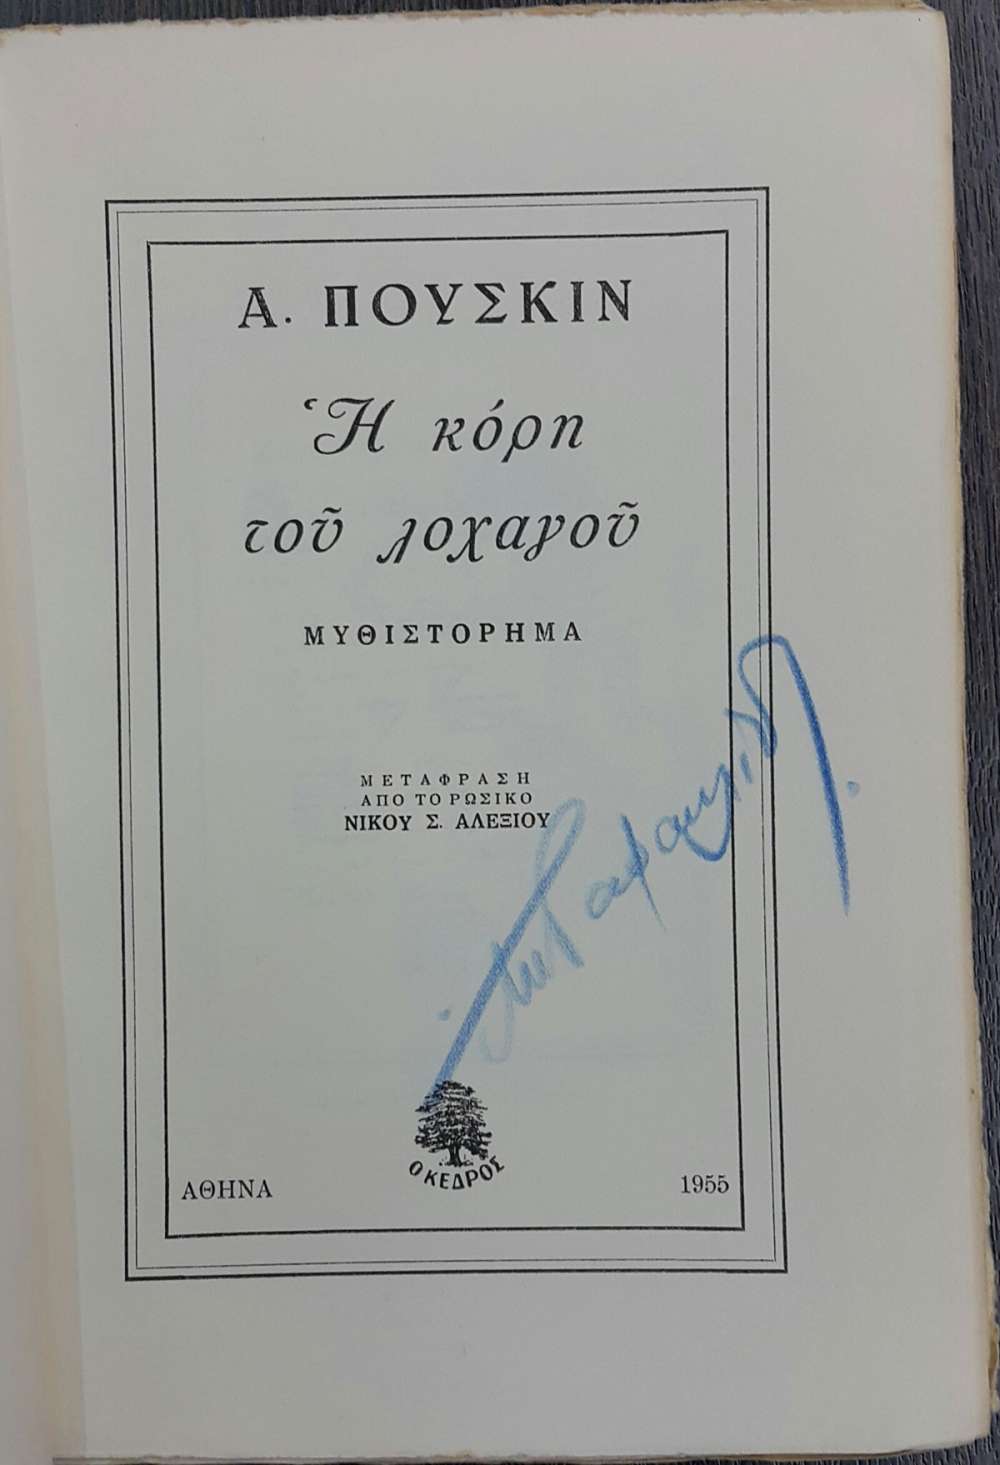 Α. ΠΟΥΣΚΙΝ
Ἡ κόρη
τοῦ λοχαγοῦ
ΜΥΘΙΣΤΟΡΗΜΑ
ΜΕΤΑΦΡΑΣΗ
ΑΠΟ ΤΟ ΡΩΣΙΚΟ
ΝΙΚΟΥ Σ. ΑΛΕΞΙΟΥ
Ο ΚΕΔΡΟΣ
ΑΘΗΝΑ 1955